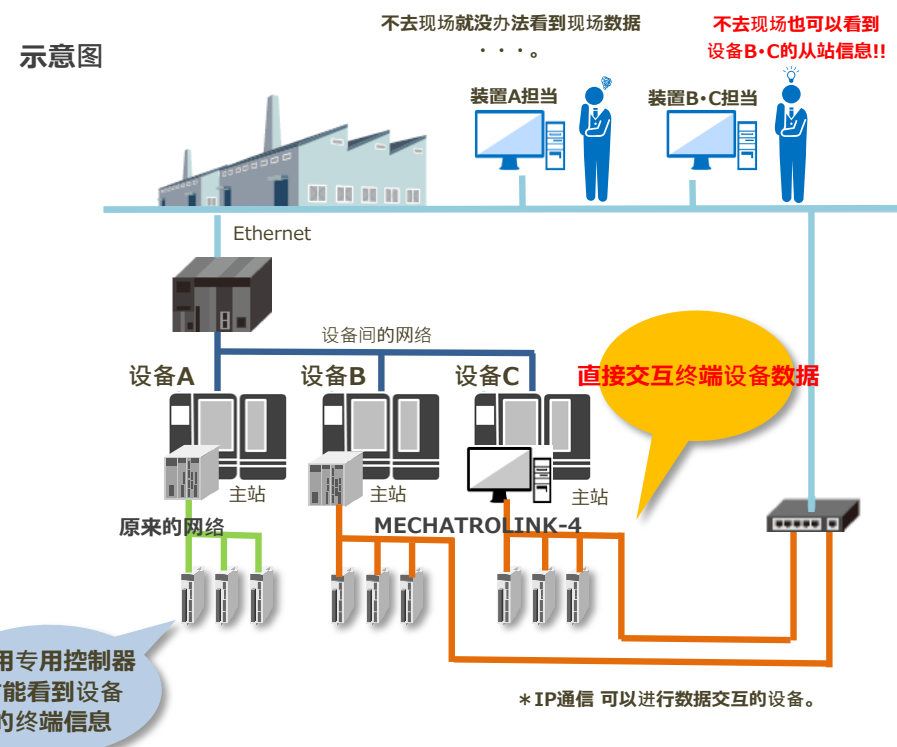 示意图
不去现场就没办法看到现场数据
・・・。
不去现场也可以看到
设备B・C的从站信息!!
装置A担当
装置B・C担当
Ethernet
设备间的网络
设备A
设备B
设备C
直接交互终端设备数据
主站
主站
主站
原来的网络
MECHATROLINK-4
用专用控制器
能看到设备
的终端信息
＊IP通信 可以进行数据交互的设备。